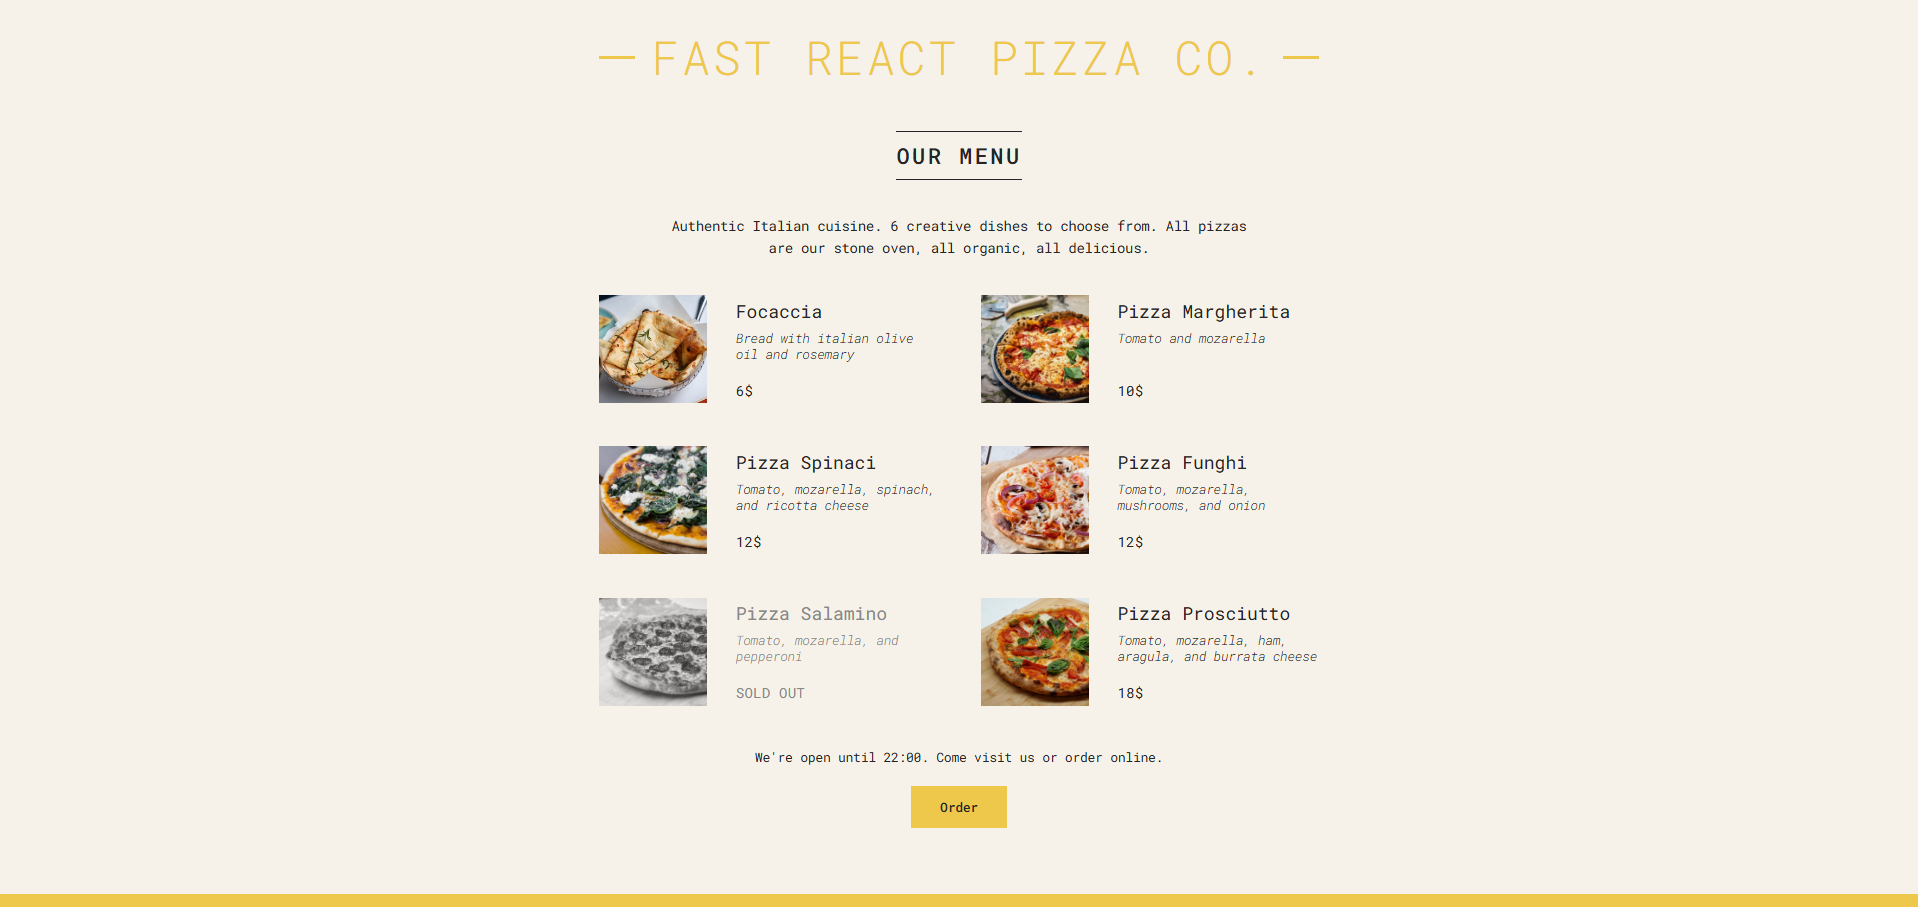 FAST REACT PIZZA CO.
OUR MENU
Authentic Italian cuisine. 6 creative dishes to choose from. All pizzas
are our stone oven, all organic, all delicious.
Focaccia
Bread with italian olive
oil and rosemary
6$
Pizza Margherita
Tomato and mozarella
10$
Pizza Spinaci
Tomato, mozarella, spinach,
and ricotta cheese
12$
Pizza Funghi
Tomato, mozarella,
mushrooms, and onion
12$
Pizza Salamino
Tomato, mozarella, and
pepperoni
SOLD OUT
Pizza Prosciutto
Tomato, mozarella, ham,
aragula, and burrata cheese
18$
We're open until 22:00. Come visit us or order online.
Order